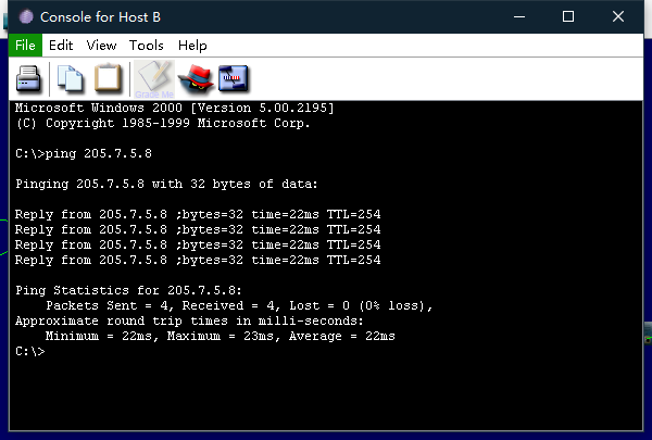 Console for Host B
File Edit View Tools Help
Grade Me
Microsoft Windows 2000 [Version 5.00.2195]
(C) Copyright 1985-1999 Microsoft Corp.
C:\>ping 205.7.5.8
Pinging 205.7.5.8 with 32 bytes of data:
Reply from 205.7.5.8 ;bytes=32 time=22ms TTL=254
Reply from 205.7.5.8 ;bytes=32 time=22ms TTL=254
Reply from 205.7.5.8 ;bytes=32 time=22ms TTL=254
Reply from 205.7.5.8 ;bytes=32 time=22ms TTL=254
Ping Statistics for 205.7.5.8:
Packets Sent = 4, Received = 4, Lost = 0 (0% loss),
Approximate round trip times in milli-seconds:
Minimum = 22ms, Maximum = 23ms, Average = 22ms
C:\>